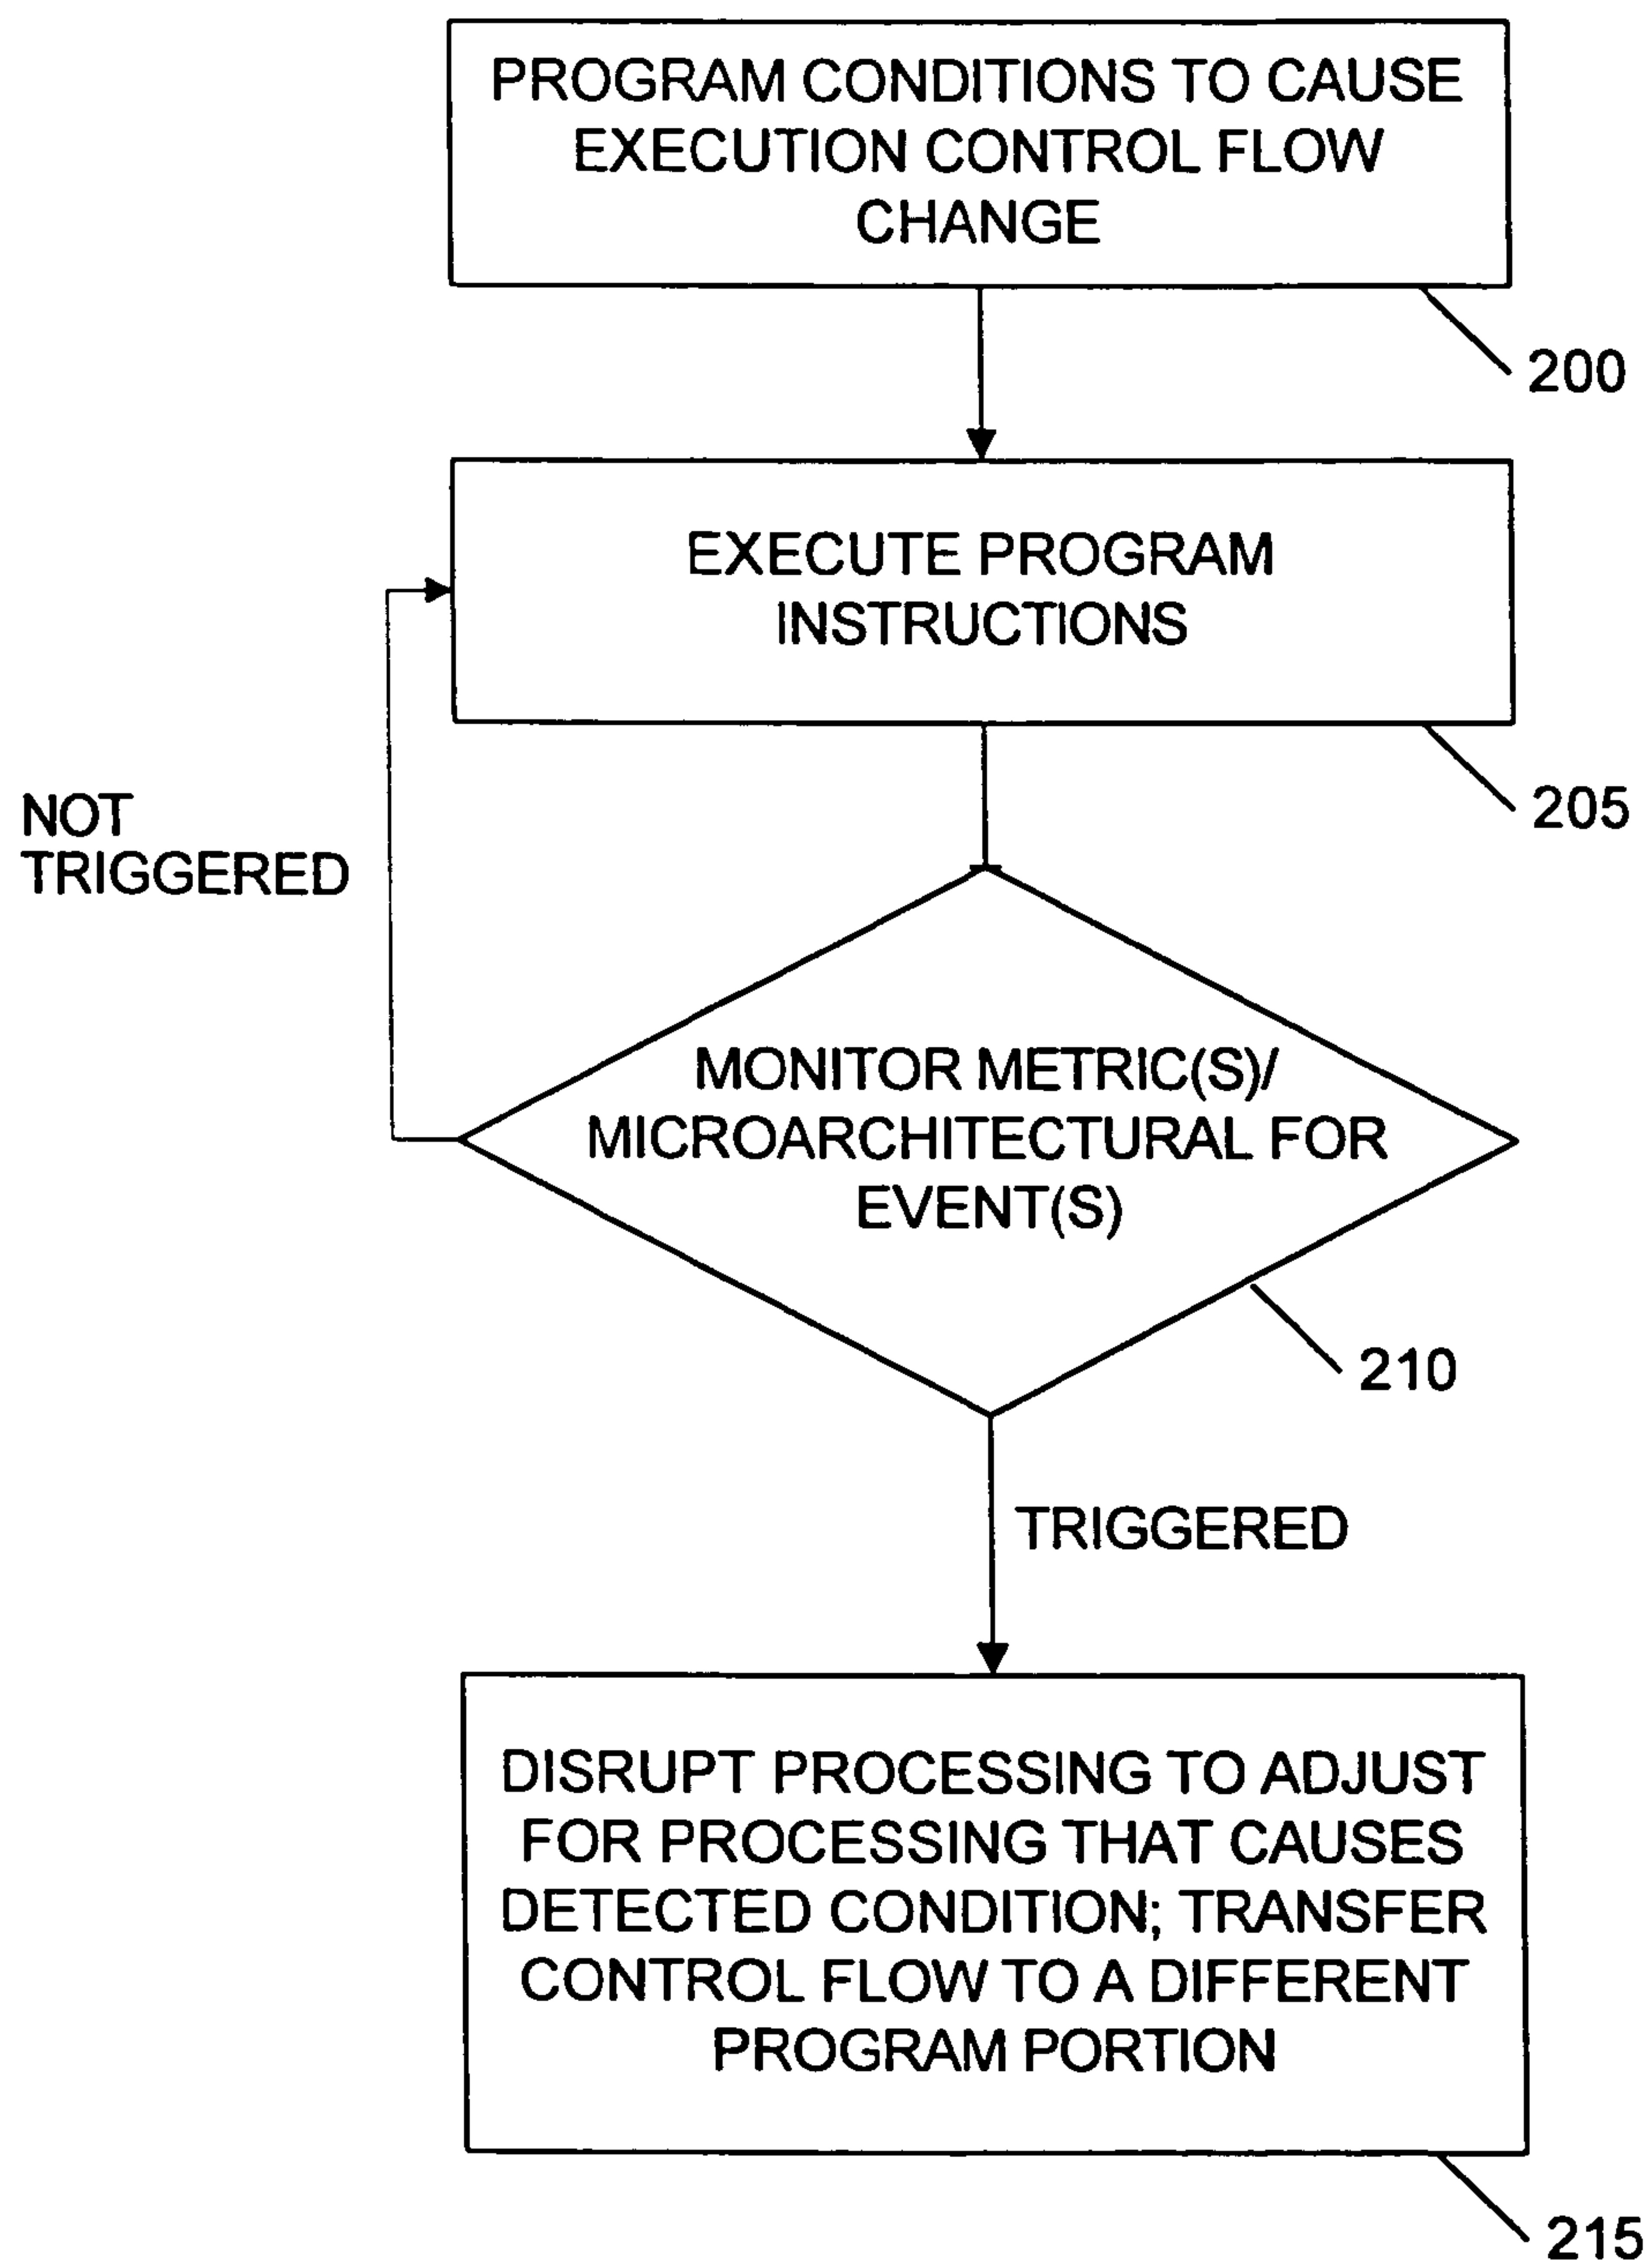 PROGRAM CONDITIONS TO CAUSE
EXECUTION CONTROL FLOW
CHANGE
200
EXECUTE PROGRAM
INSTRUCTIONS
205
NOT
TRIGGERED
MONITOR METRIC(S)/
MICROARCHITECTURAL FOR
EVENT(S)
210
TRIGGERED
DISRUPT PROCESSING TO ADJUST
FOR PROCESSING THAT CAUSES
DETECTED CONDITION; TRANSFER
CONTROL FLOW TO A DIFFERENT
PROGRAM PORTION
215